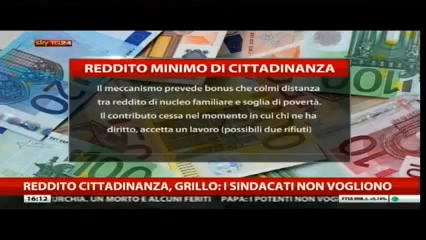 sky TG24
REDDITO MINIMO DI CITTADINANZA
Il meccanismo prevede bonus che colmi distanza
tra reddito di nucleo familiare e soglia di povertà.
Il contributo cessa nel momento in cui chi ne ha
diritto, accetta un lavoro (possibili due rifiuti)
REDDITO CITTADINANZA, GRILLO: I SINDACATI NON VOGLIONO
16:12
URCHIA, UN MORTO E ALCUNI FERITI PAPA: I POTENTI NON VOG